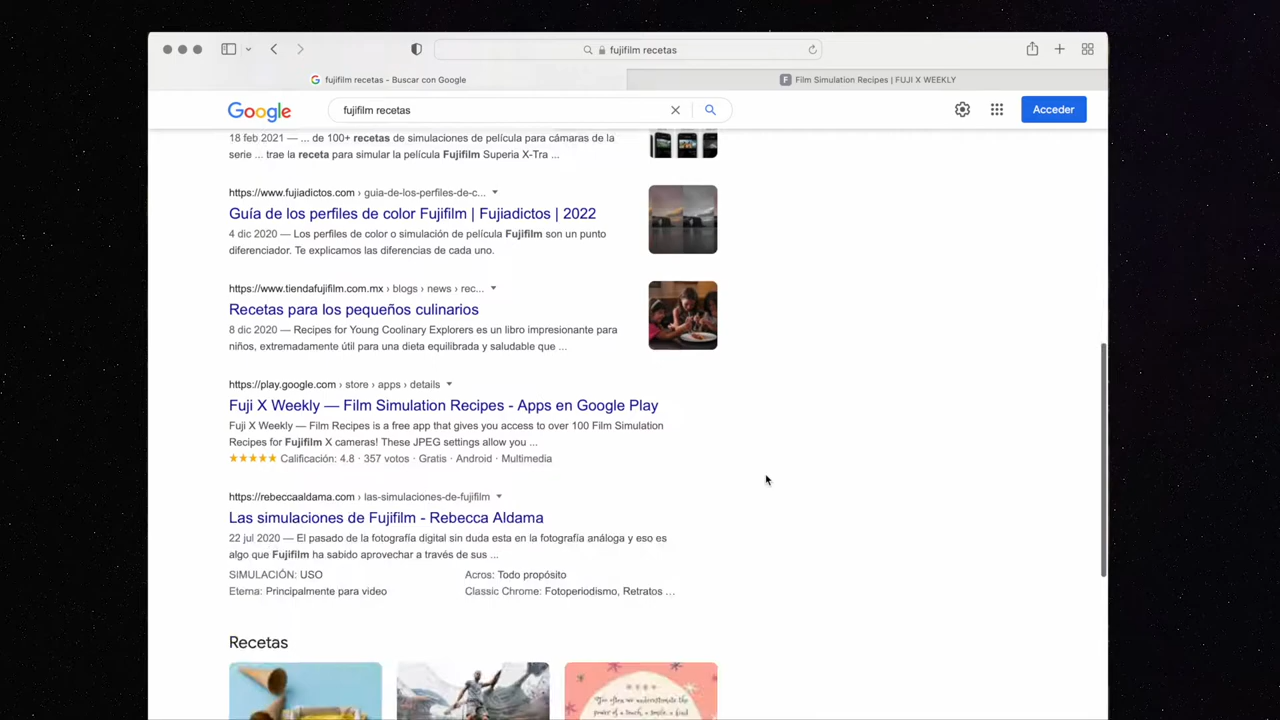 fujifilm recetas
fujifilm recetas - Buscar con Google
F Film Simulation Recipes | FUJI X WEEKLY
Google
fujifilm recetas
Acceder
18 feb 2021 — ... de 100+ recetas de simulaciones de película para cámaras de la
serie ... trae la receta para simular la película Fujifilm Superia X-Tra ...
https://www.fujiadictos.com › guia-de-los-perfiles-de-c...
Guía de los perfiles de color Fujifilm | Fujiadictos | 2022
4 dic 2020 — Los perfiles de color o simulación de película Fujifilm son un punto
diferenciador. Te explicamos las diferencias de cada uno.
https://www.tiendafujifilm.com.mx › blogs › news › rec...
Recetas para los pequeños culinarios
8 dic 2020 — Recipes for Young Coolinary Explorers es un libro impresionante para
niños, extremadamente útil para una dieta equilibrada y saludable que ...
https://play.google.com › store › apps › details
Fuji X Weekly — Film Simulation Recipes - Apps en Google Play
Fuji X Weekly — Film Recipes is a free app that gives you access to over 100 Film Simulation
Recipes for Fujifilm X cameras! These JPEG settings allow you ...
Calificación: 4.8 · 357 votos · Gratis · Android · Multimedia
https://rebeccaaldama.com › las-simulaciones-de-fujifilm
Las simulaciones de Fujifilm - Rebecca Aldama
22 jul 2020 — El pasado de la fotografía digital sin duda esta en la fotografía análoga y eso es
algo que Fujifilm ha sabido aprovechar a través de sus ...
SIMULACIÓN: USO
Acros: Todo propósito
Eterna: Principalmente para video
Classic Chrome: Fotoperiodismo, Retratos ...
Recetas
You often we underestimate the
power of a touch, a smile, a kind